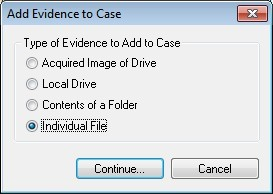 Add Evidence to Case
Type of Evidence to Add to Case
Acquired Image of Drive
Local Drive
Contents of a Folder
Individual File
Continue...
Cancel